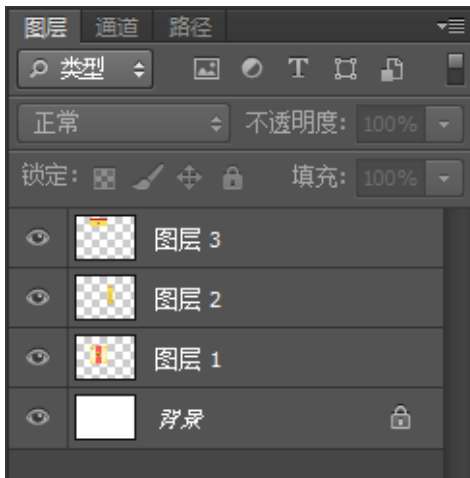 图层 通道 路径
类型
正常 不透明度: 100%
锁定: 填充: 100%
图层 3
图层 2
图层 1
背景